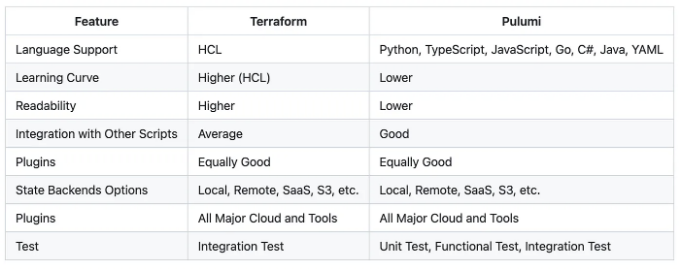 Feature Terraform Pulumi
Language Support HCL Python, TypeScript, JavaScript, Go, C#, Java, YAML
Learning Curve Higher (HCL) Lower
Readability Higher Lower
Integration with Other Scripts Average Good
Plugins Equally Good Equally Good
State Backends Options Local, Remote, SaaS, S3, etc. Local, Remote, SaaS, S3, etc.
Plugins All Major Cloud and Tools All Major Cloud and Tools
Test Integration Test Unit Test, Functional Test, Integration Test